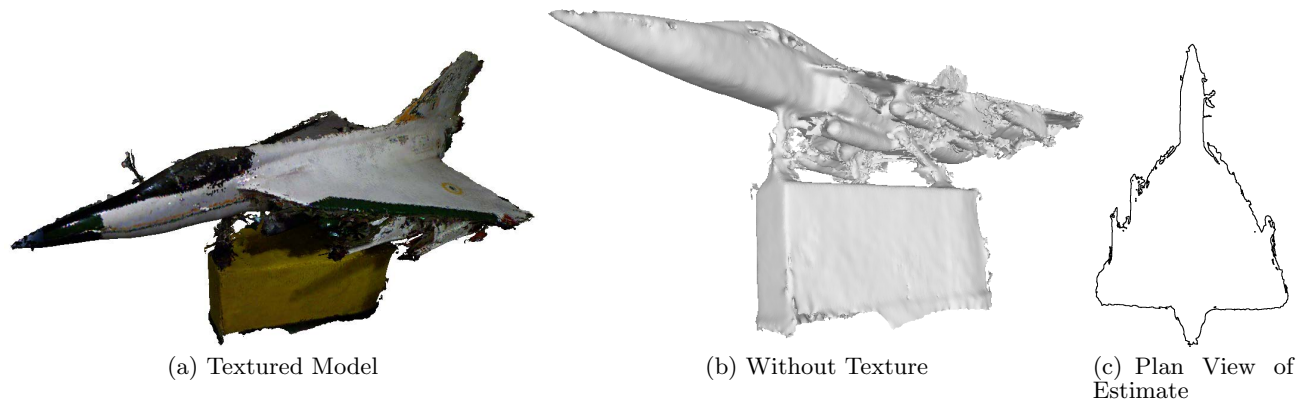 (a) Textured Model
(b) Without Texture
(c) Plan View of
Estimate